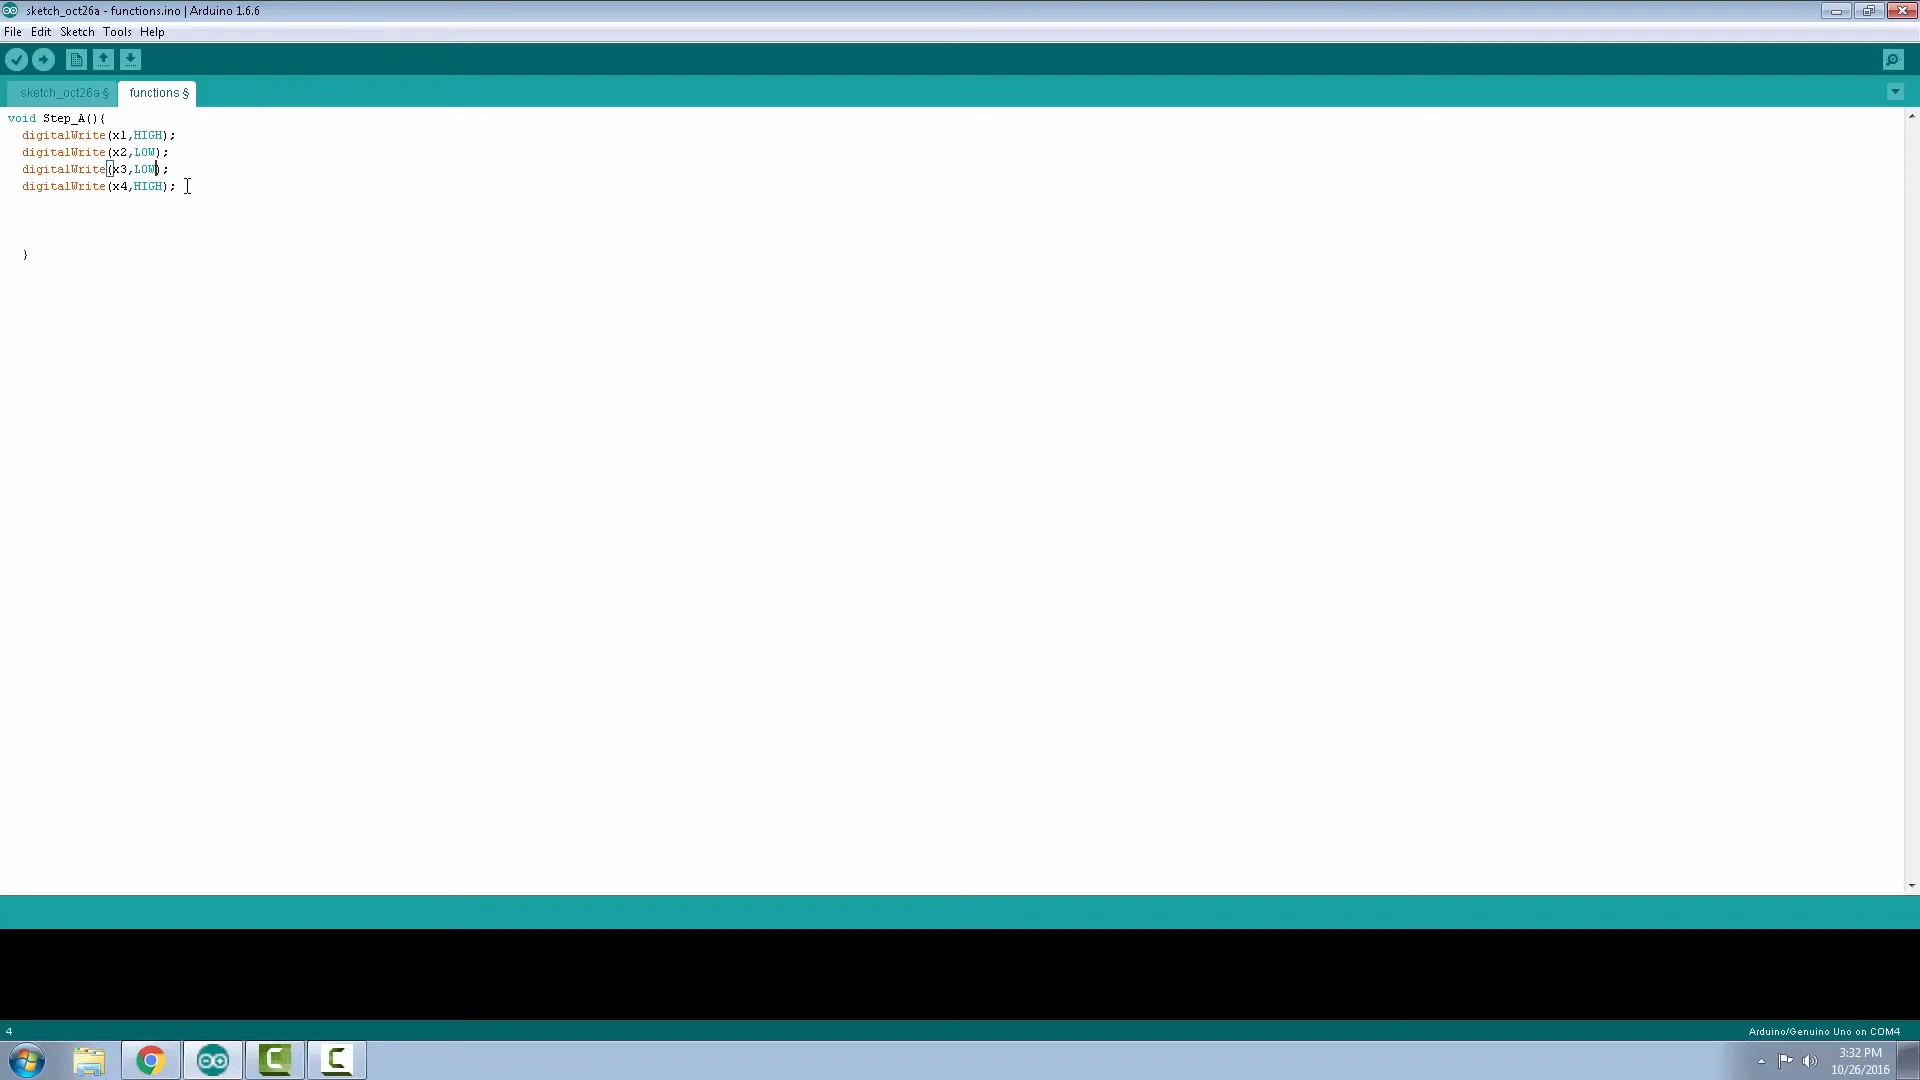 sketch_oct26a - functions.ino | Arduino 1.6.6
File Edit Sketch Tools Help
sketch_oct26a § functions §
void Step_A(){
digitalWrite(x1,HIGH);
digitalWrite(x2,LOW);
digitalWrite(x3,LOW);
digitalWrite(x4,HIGH);
}
4 Arduino/Genuino Uno on COM4
3:32 PM
10/26/2016